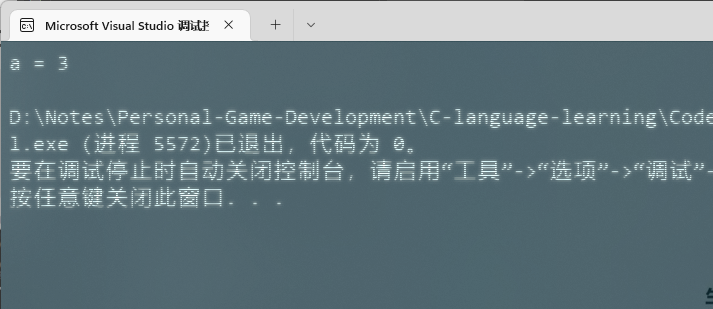 Microsoft Visual Studio 调试
a = 3
D:\Notes\Personal-Game-Development\C-language-learning\Code
l.exe (进程 5572)已退出，代码为 0。
要在调试停止时自动关闭控制台，请启用“工具”->“选项”->“调试”-
按任意键关闭此窗口. . .